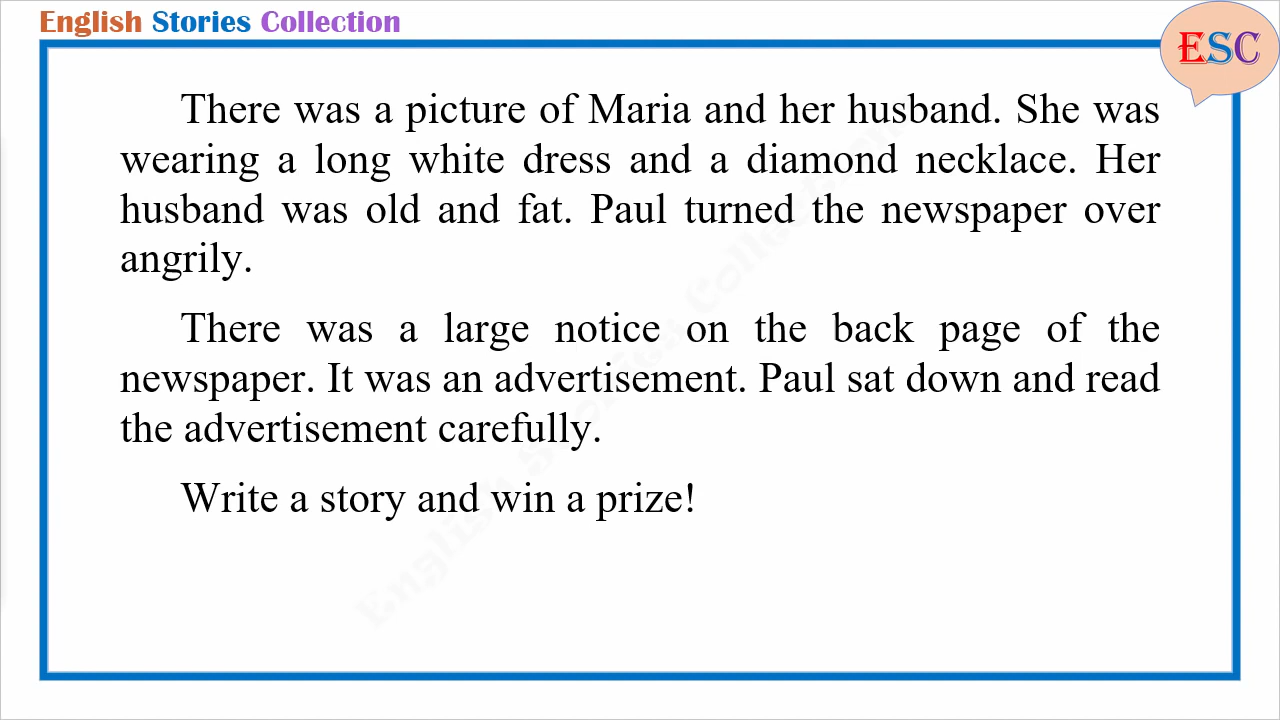 English Stories Collection
ESC
There was a picture of Maria and her husband. She was
wearing a long white dress and a diamond necklace. Her
husband was old and fat. Paul turned the newspaper over
angrily.
There was a large notice on the back page of the
newspaper. It was an advertisement. Paul sat down and read
the advertisement carefully.
Write a story and win a prize!
English Stories Collection